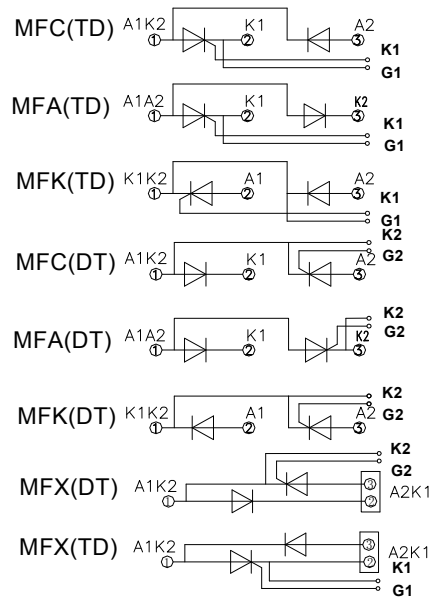 MFC(TD) A1K2 K1 A2
1 2 3
K1
G1
MFA(TD) A1A2 K1 K2
1 2 3
K1
G1
MFK(TD) K1K2 A1 A2
1 2 3
K1
G1
K2
MFC(DT) A1K2 K1 A2
G2
1 2 3
K2
MFA(DT) A1A2 K1 G2
K2
1 2 3
K2
MFK(DT) K1K2 A1 A2
G2
1 2 3
K2
G2
MFX(DT) A1K2 3 A2K1
1 2
MFX(TD) A1K2 3 A2K1
1 2 K1
G1